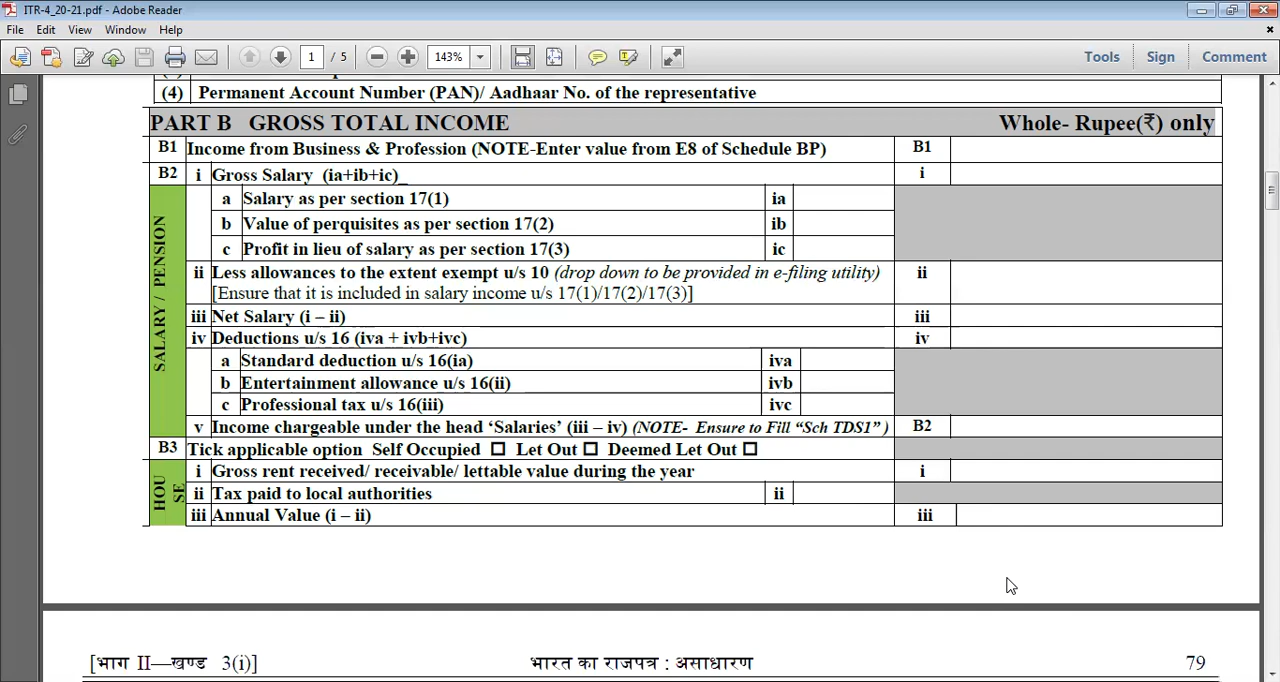 ITR-4_20-21.pdf - Adobe Reader
File Edit View Window Help
1 / 5 143% Tools Sign Comment
(4) Permanent Account Number (PAN)/ Aadhaar No. of the representative
PART B GROSS TOTAL INCOME Whole- Rupee(₹) only
B1 Income from Business & Profession (NOTE-Enter value from E8 of Schedule BP) B1
B2 i Gross Salary (ia+ib+ic)_ i
SALARY / PENSION
a Salary as per section 17(1) ia
b Value of perquisites as per section 17(2) ib
c Profit in lieu of salary as per section 17(3) ic
ii Less allowances to the extent exempt u/s 10 (drop down to be provided in e-filing utility) ii
[Ensure that it is included in salary income u/s 17(1)/17(2)/17(3)]
iii Net Salary (i – ii) iii
iv Deductions u/s 16 (iva + ivb+ivc) iv
a Standard deduction u/s 16(ia) iva
b Entertainment allowance u/s 16(ii) ivb
c Professional tax u/s 16(iii) ivc
v Income chargeable under the head ‘Salaries’ (iii – iv) (NOTE- Ensure to Fill “Sch TDS1” ) B2
B3 Tick applicable option Self Occupied ☐ Let Out ☐ Deemed Let Out ☐
HOU
SE
i Gross rent received/ receivable/ lettable value during the year i
ii Tax paid to local authorities ii
iii Annual Value (i – ii) iii
[भाग II—खण्ड 3(i)] भारत का राजपत्र : असाधारण 79